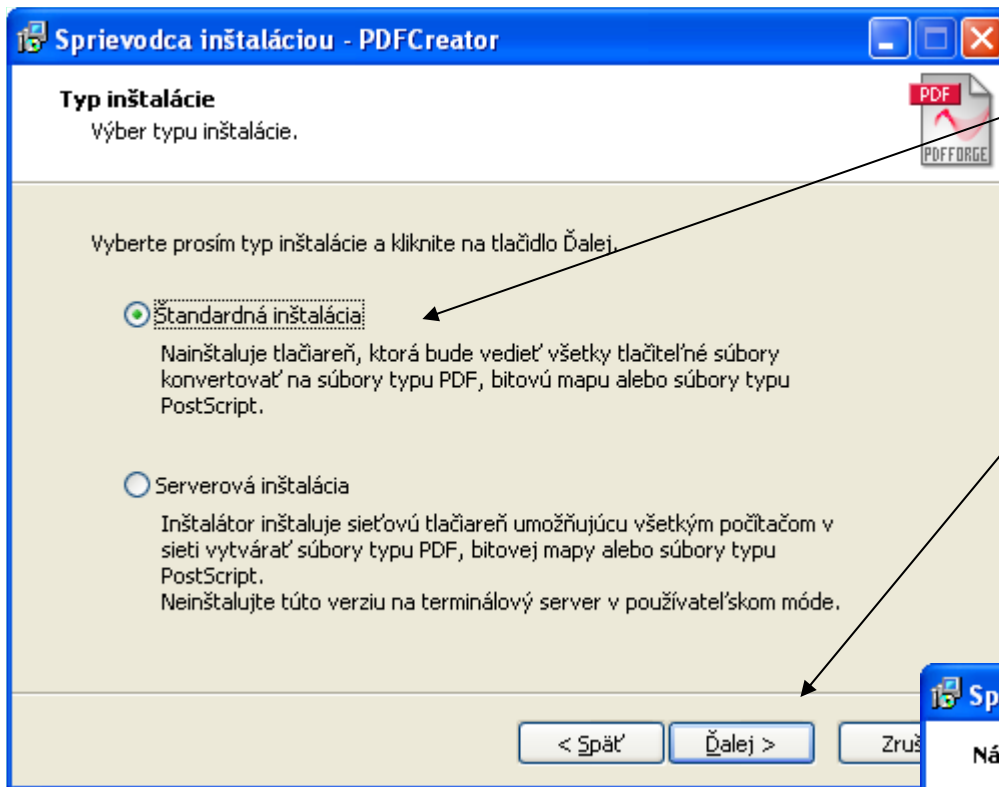 Sprievodca inštaláciou - PDFCreator
Typ inštalácie
Výber typu inštalácie.
PDF
PDFFORGE
Vyberte prosím typ inštalácie a kliknite na tlačidlo Ďalej.
Štandardná inštalácia
Nainštaluje tlačiareň, ktorá bude vedieť všetky tlačiteľné súbory
konvertovať na súbory typu PDF, bitovú mapu alebo súbory typu
PostScript.
Serverová inštalácia
Inštalátor inštaluje sieťovú tlačiareň umožňujúcu všetkým počítačom v
sieti vytvárať súbory typu PDF, bitovej mapy alebo súbory typu
PostScript.
Neinštalujte túto verziu na terminálový server v používateľskom móde.
< Späť
Ďalej >
Zruš
Sp
Ná